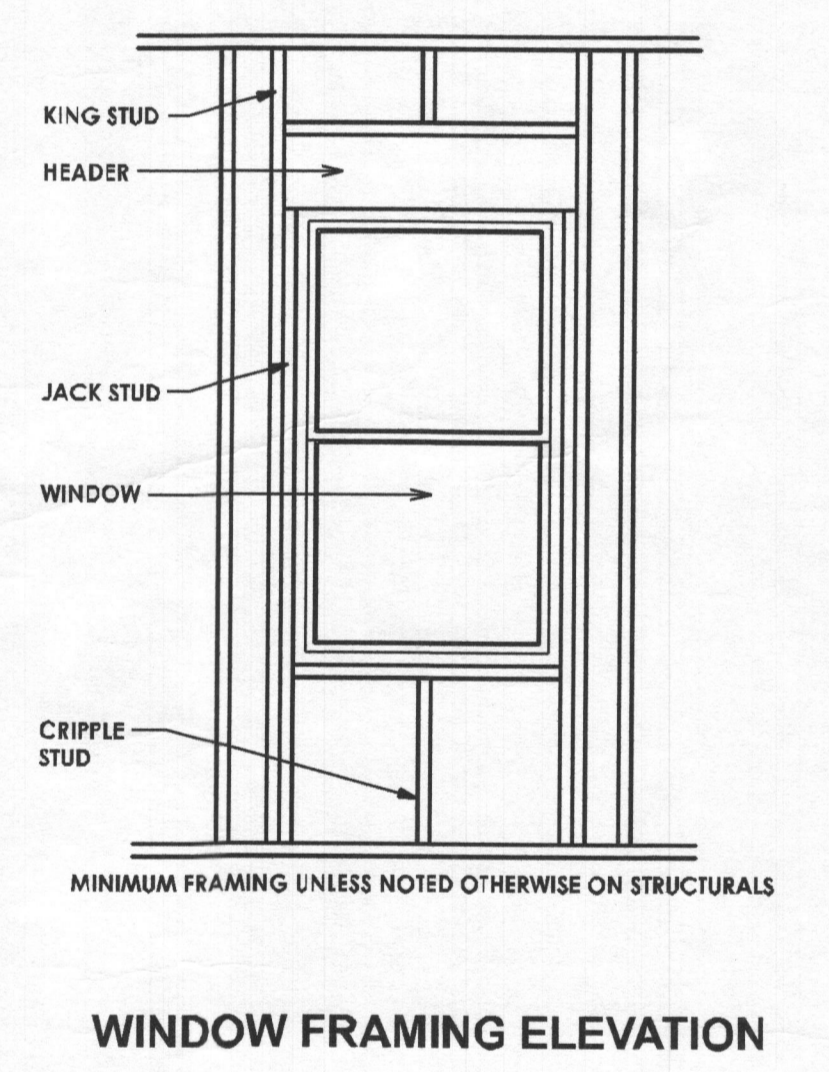 KING STUD
HEADER
JACK STUD
WINDOW
CRIPPLE
STUD
MINIMUM FRAMING UNLESS NOTED OTHERWISE ON STRUCTURALS
WINDOW FRAMING ELEVATION